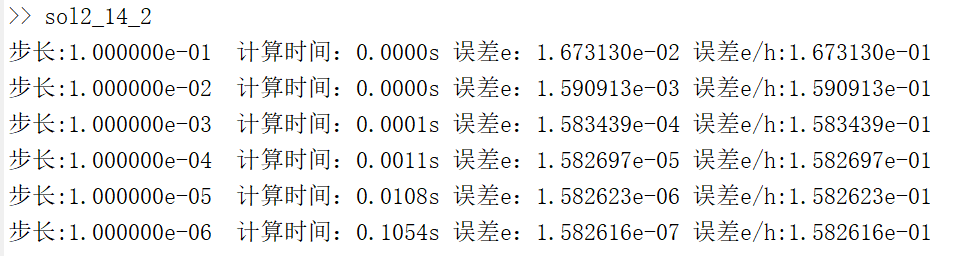 >> sol2_14_2
步长:1.000000e-01  计算时间：0.0000s 误差e：1.673130e-02 误差e/h:1.673130e-01
步长:1.000000e-02  计算时间：0.0000s 误差e：1.590913e-03 误差e/h:1.590913e-01
步长:1.000000e-03  计算时间：0.0001s 误差e：1.583439e-04 误差e/h:1.583439e-01
步长:1.000000e-04  计算时间：0.0011s 误差e：1.582697e-05 误差e/h:1.582697e-01
步长:1.000000e-05  计算时间：0.0108s 误差e：1.582623e-06 误差e/h:1.582623e-01
步长:1.000000e-06  计算时间：0.1054s 误差e：1.582616e-07 误差e/h:1.582616e-01